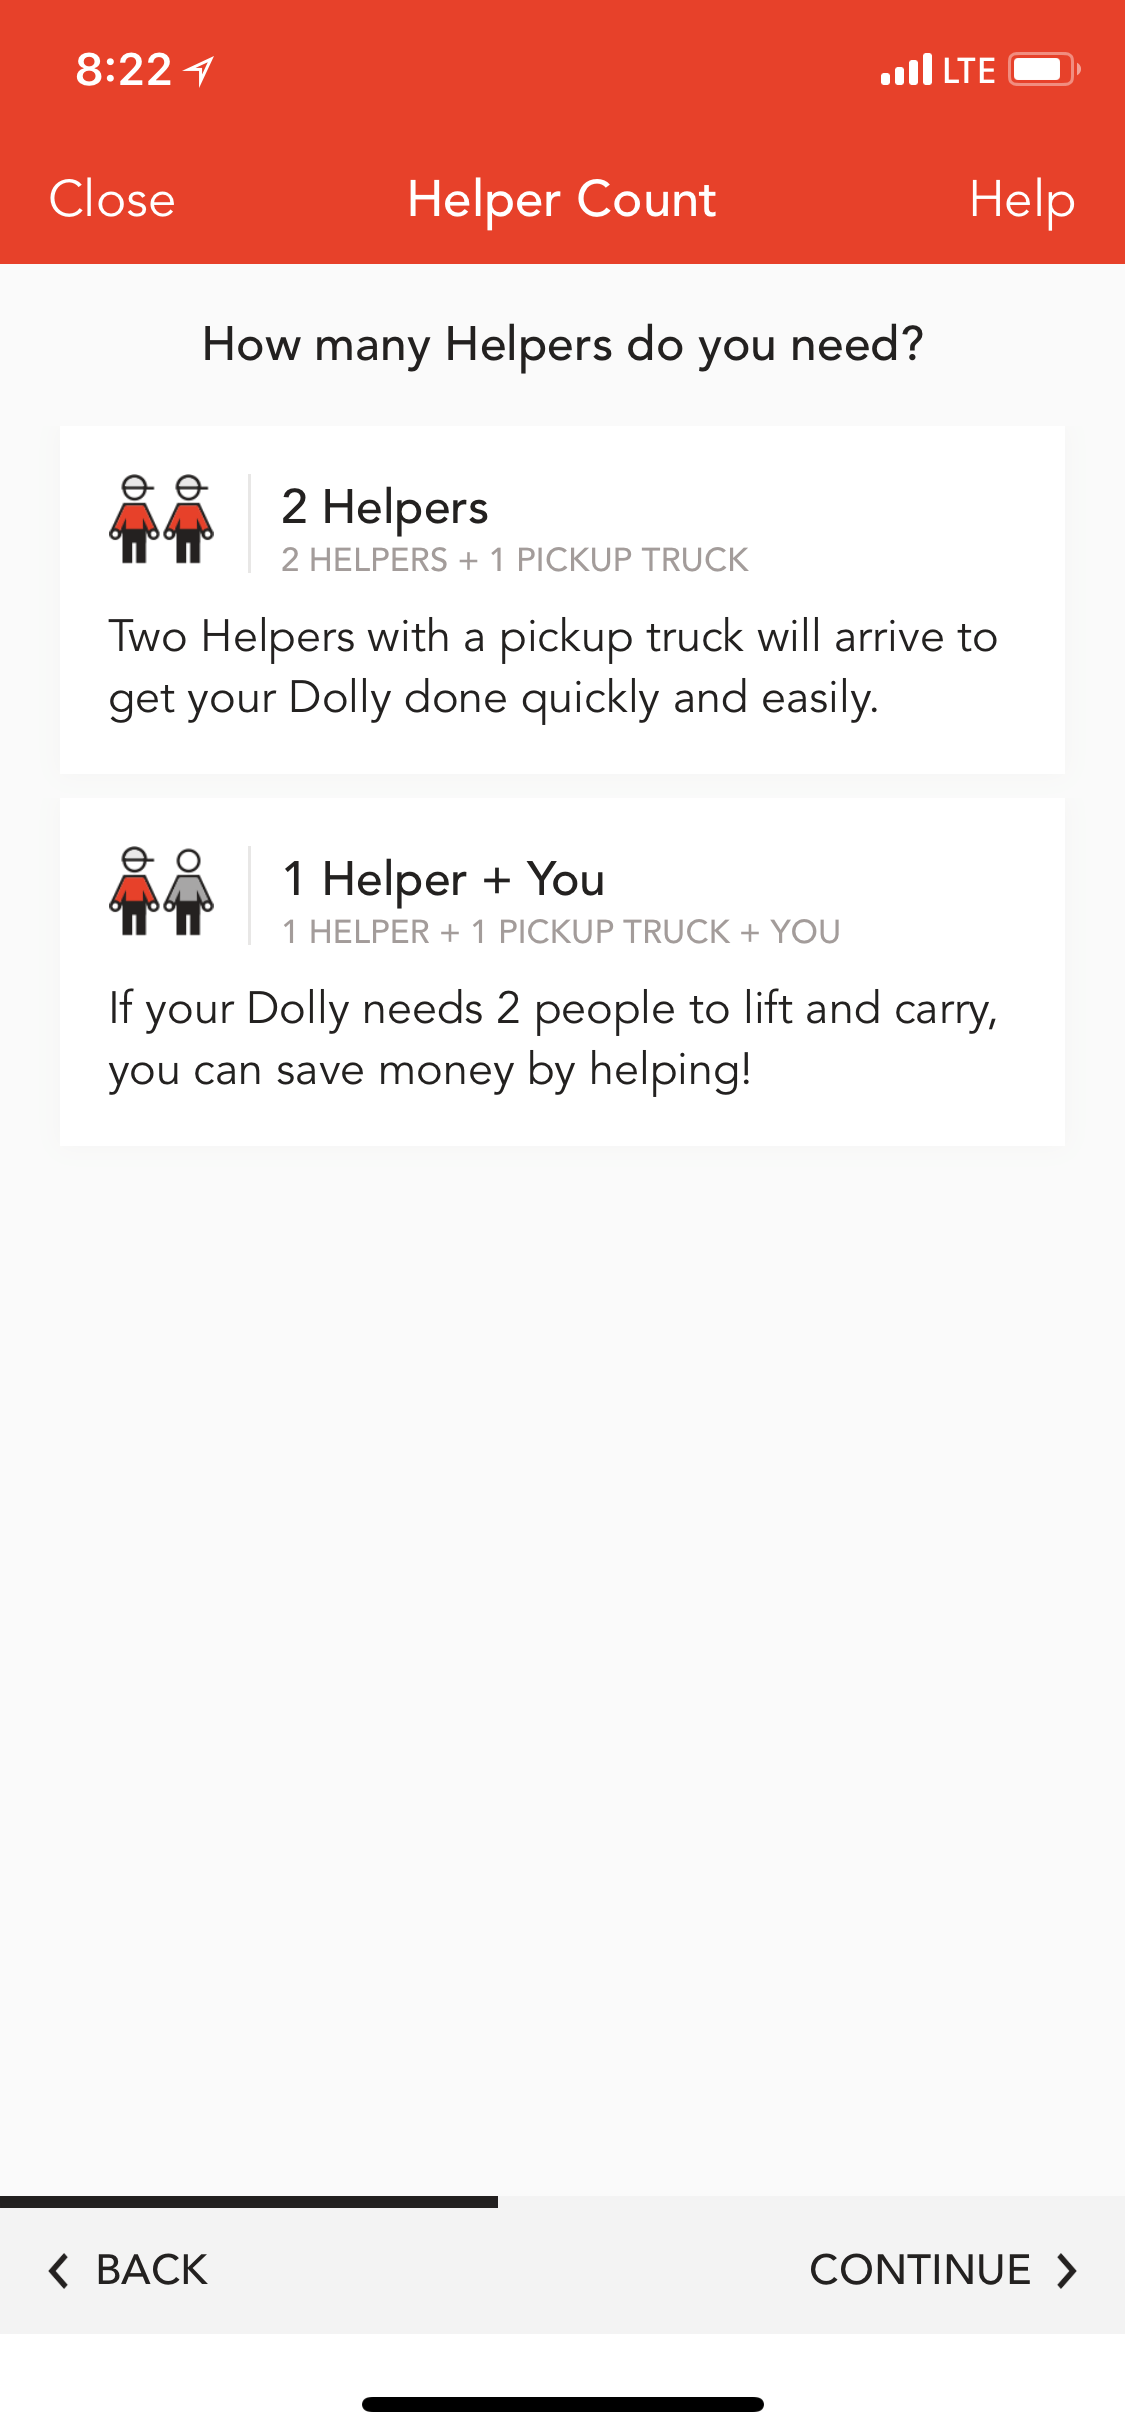 8:22
LTE
Close
Helper Count
Help
How many Helpers do you need?
2 Helpers
2 HELPERS + 1 PICKUP TRUCK
Two Helpers with a pickup truck will arrive to
get your Dolly done quickly and easily.
1 Helper + You
1 HELPER + 1 PICKUP TRUCK + YOU
If your Dolly needs 2 people to lift and carry,
you can save money by helping!
BACK
CONTINUE